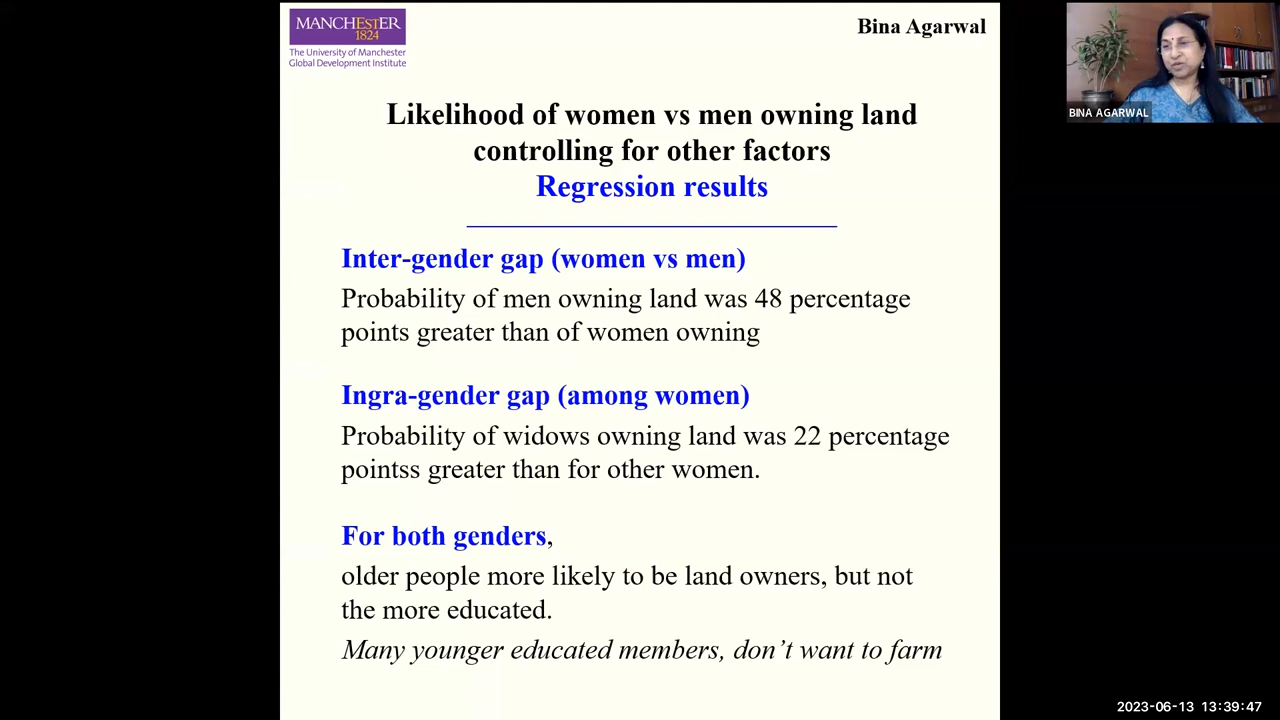 MANCHESTER
1824
The University of Manchester
Global Development Institute
Bina Agarwal
BINA AGARWAL
Likelihood of women vs men owning land
controlling for other factors
Regression results
Inter-gender gap (women vs men)
Probability of men owning land was 48 percentage
points greater than of women owning
Ingra-gender gap (among women)
Probability of widows owning land was 22 percentage
pointss greater than for other women.
For both genders,
older people more likely to be land owners, but not
the more educated.
Many younger educated members, don’t want to farm
2023-06-13 13:39:47